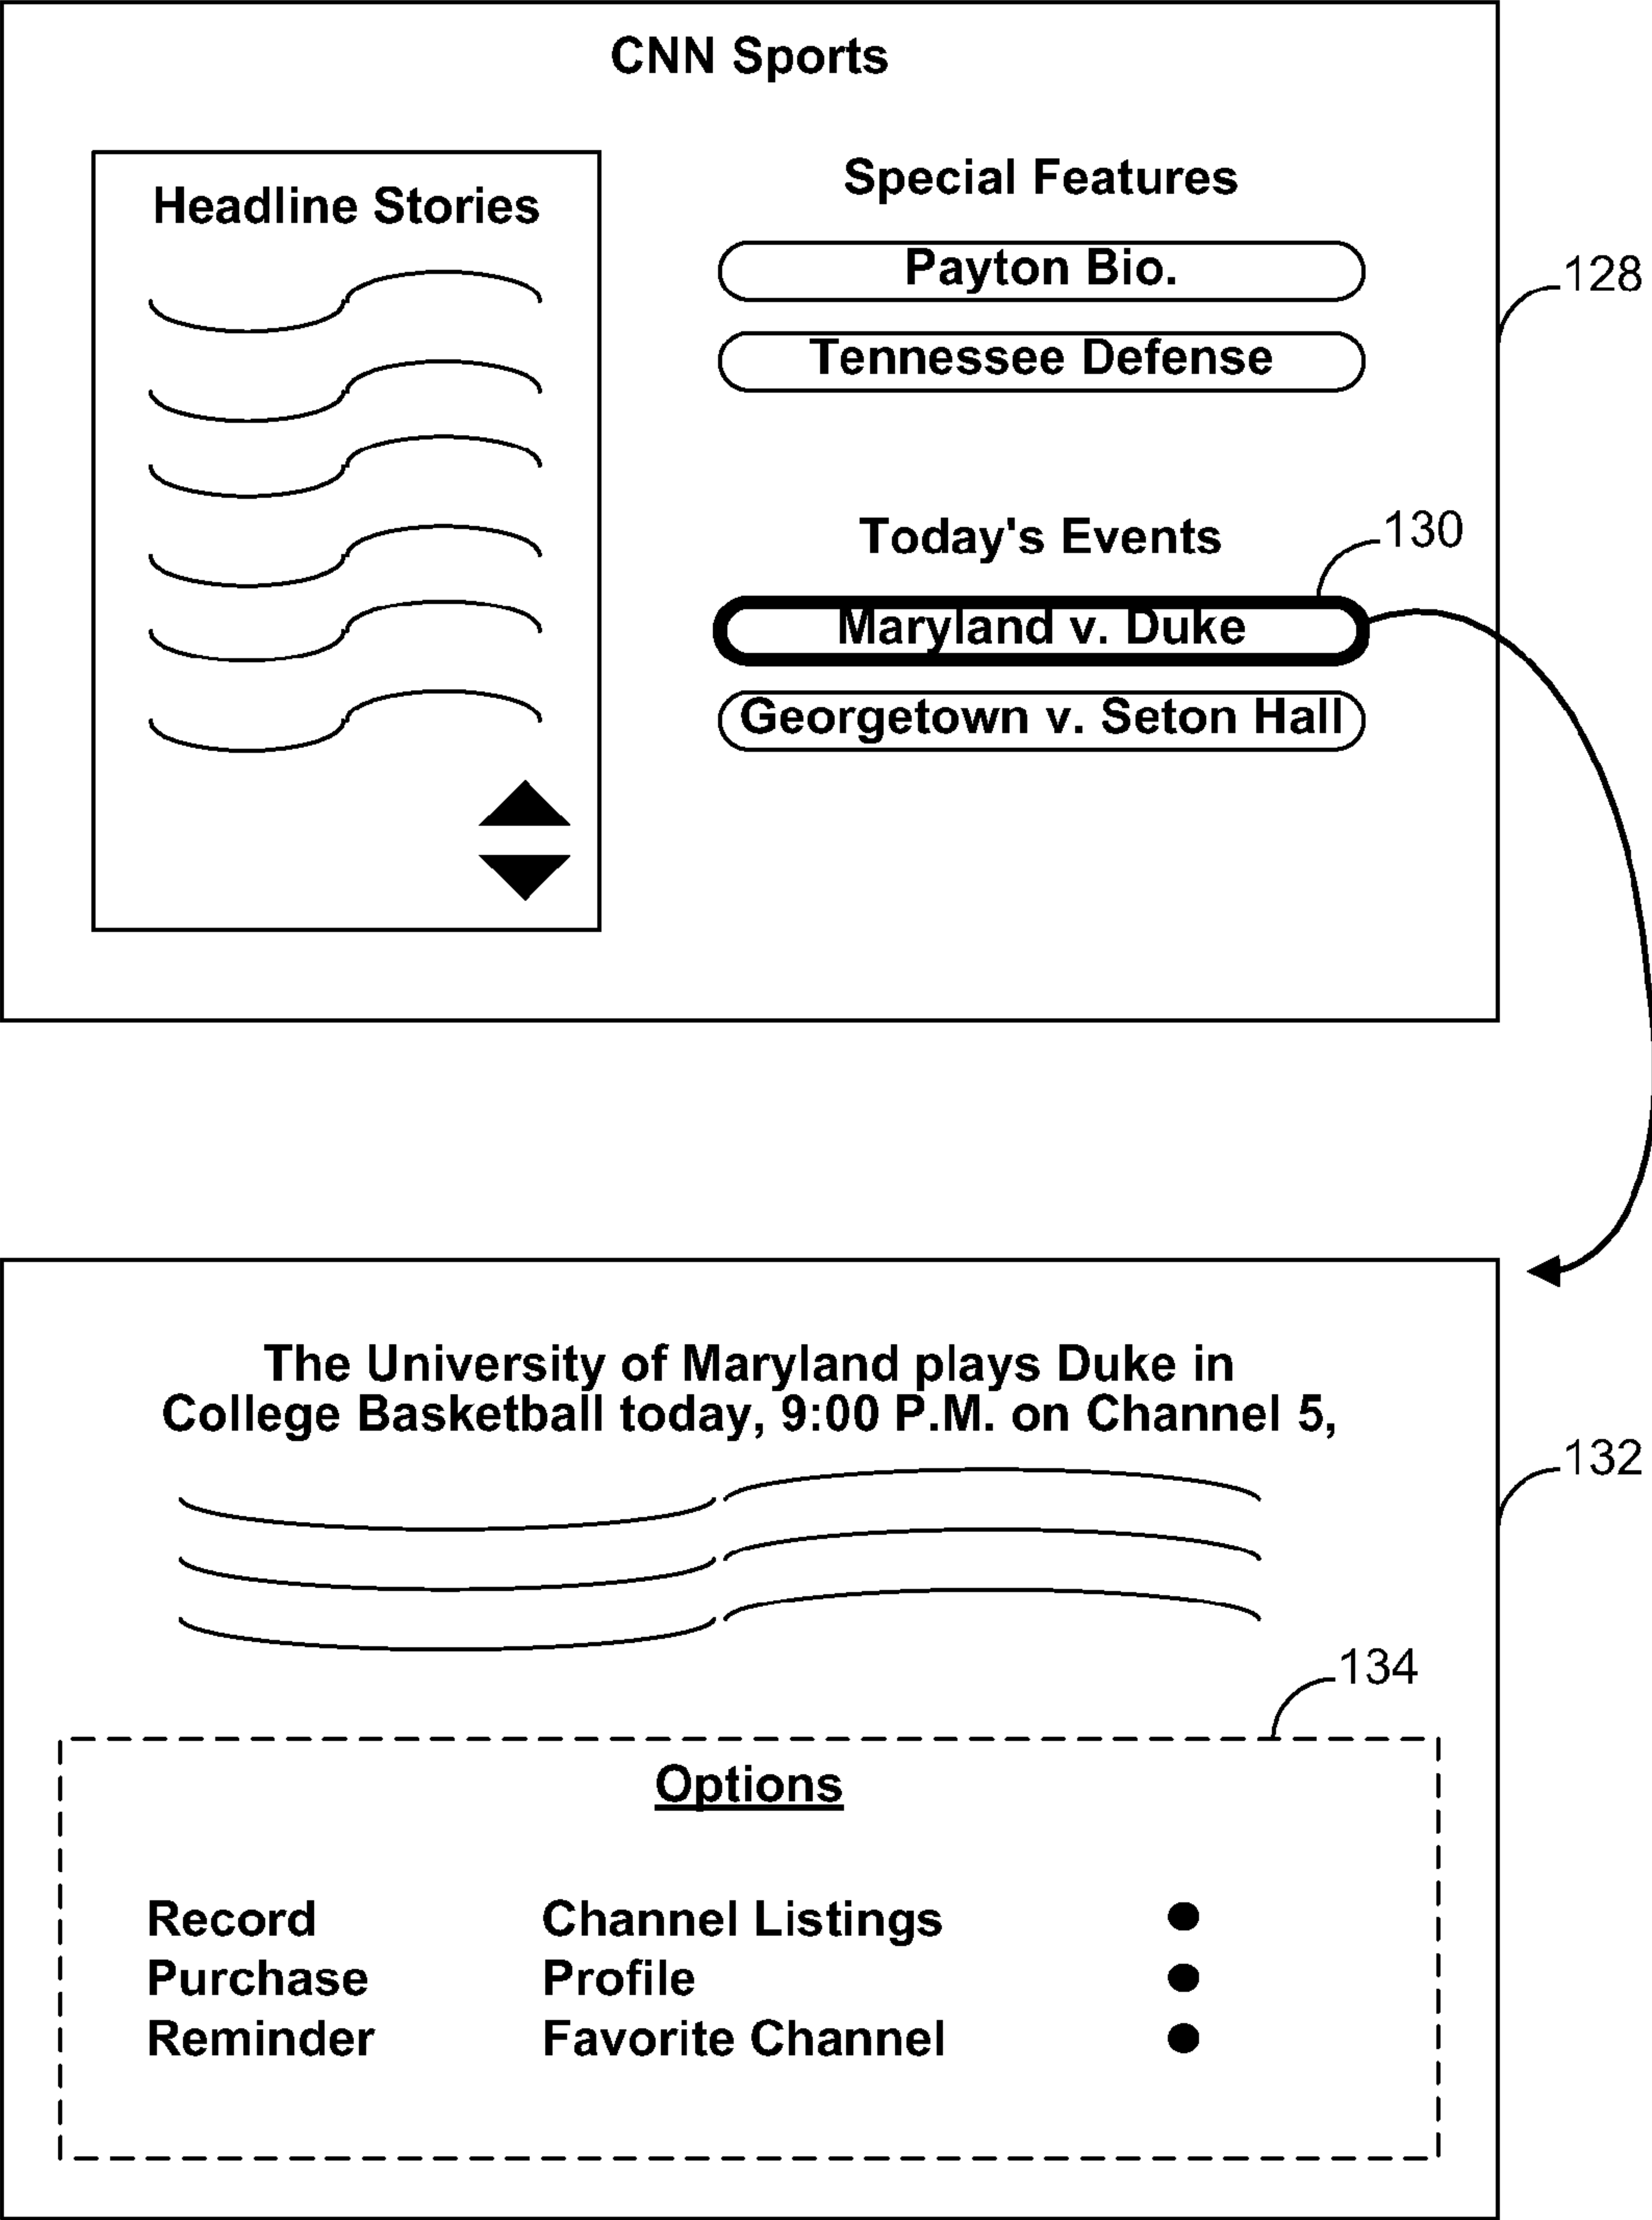 CNN Sports
Headline Stories
Special Features
Payton Bio.
Tennessee Defense
128
Today's Events
130
Maryland v. Duke
Georgetown v. Seton Hall
The University of Maryland plays Duke in
College Basketball today, 9:00 P.M. on Channel 5,
132
134
Options
Record
Channel Listings
Purchase
Profile
Reminder
Favorite Channel